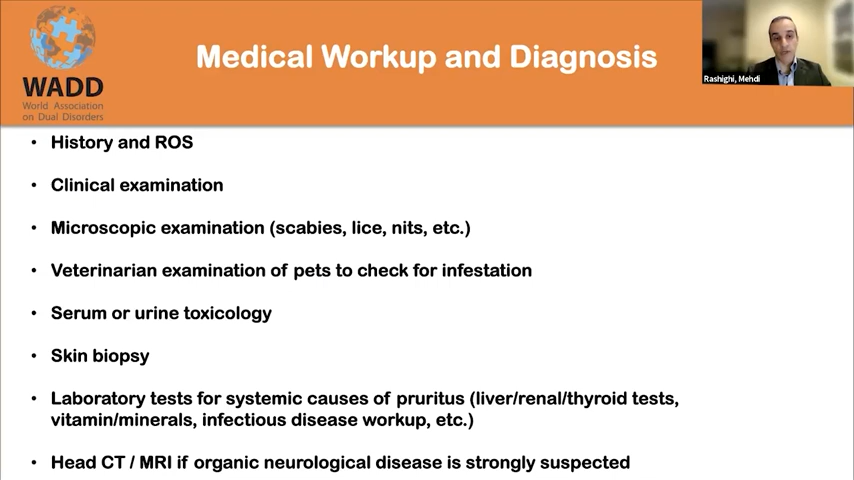 Medical Workup and Diagnosis
WADD
World Association
on Dual Disorders
Rashighi, Mehdi
• History and ROS
• Clinical examination
• Microscopic examination (scabies, lice, nits, etc.)
• Veterinarian examination of pets to check for infestation
• Serum or urine toxicology
• Skin biopsy
• Laboratory tests for systemic causes of pruritus (liver/renal/thyroid tests,
vitamin/minerals, infectious disease workup, etc.)
• Head CT / MRI if organic neurological disease is strongly suspected